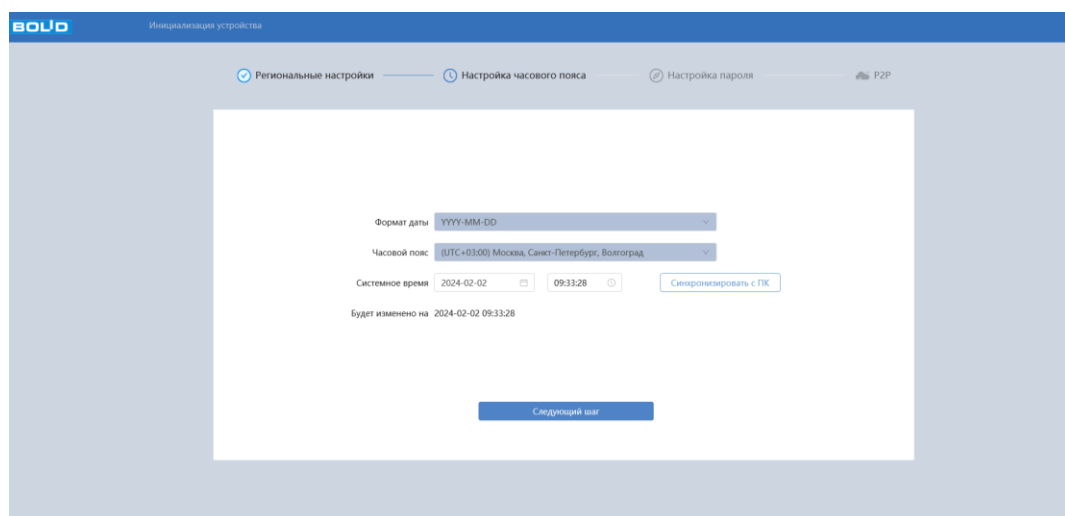 BOLID Инициализация устройства
Региональные настройки Настройка часового пояса Настройка пароля P2P
Формат даты YYYY-MM-DD
Часовой пояс (UTC+03:00) Москва, Санкт-Петербург, Волгоград
Системное время 2024-02-02 09:33:28 Синхронизировать с ПК
Будет изменено на 2024-02-02 09:33:28
Следующий шаг